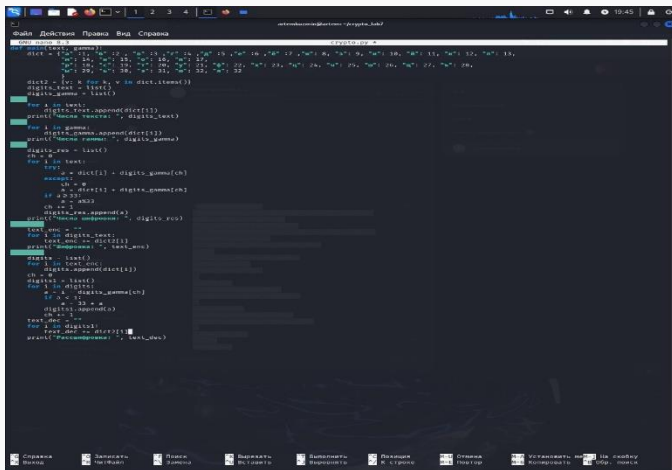 1 2 3 4
19:45
Файл Действия Правка Вид Справка
GNU nano 8.3 crypto.py *
def main(text, gamma):
dict2 = {v: k for k, v in dict.items()}
digits_text = list()
digits_gamma = list()
for i in text:
digits_text.append(dict[i])
print("Числа текста: ", digits_text)
for i in gamma:
digits_gamma.append(dict[i])
print("Числа гаммы: ", digits_gamma)
digits_res = list()
ch = 0
for i in text:
try:
a = dict[i] + digits_gamma[ch]
except:
ch = 0
a = dict[i] + digits_gamma[ch]
if a > 33:
a = a%33
ch += 1
digits_res.append(a)
print("Числа шифровки: ", digits_res)
text_enc = ""
for i in digits_text:
text_enc += dict2[i]
print("Шифровка: ", text_enc)
digits = list()
for i in text_enc:
digits.append(dict[i])
ch = 0
digits1 = list()
for i in digits:
a = i - digits_gamma[ch]
if a < 1:
a = 33 + a
digits1.append(a)
ch += 1
text_dec = ""
for i in digits1:
text_dec += dict2[i]
print("Расшифровка: ", text_dec)
Справка Записать Поиск Вырезать Выполнить Позиция Отмена Установить На скобку
Выход ЧитФайл Замена Вставить Выровнять К строке Повтор Копировать Обр. поиск